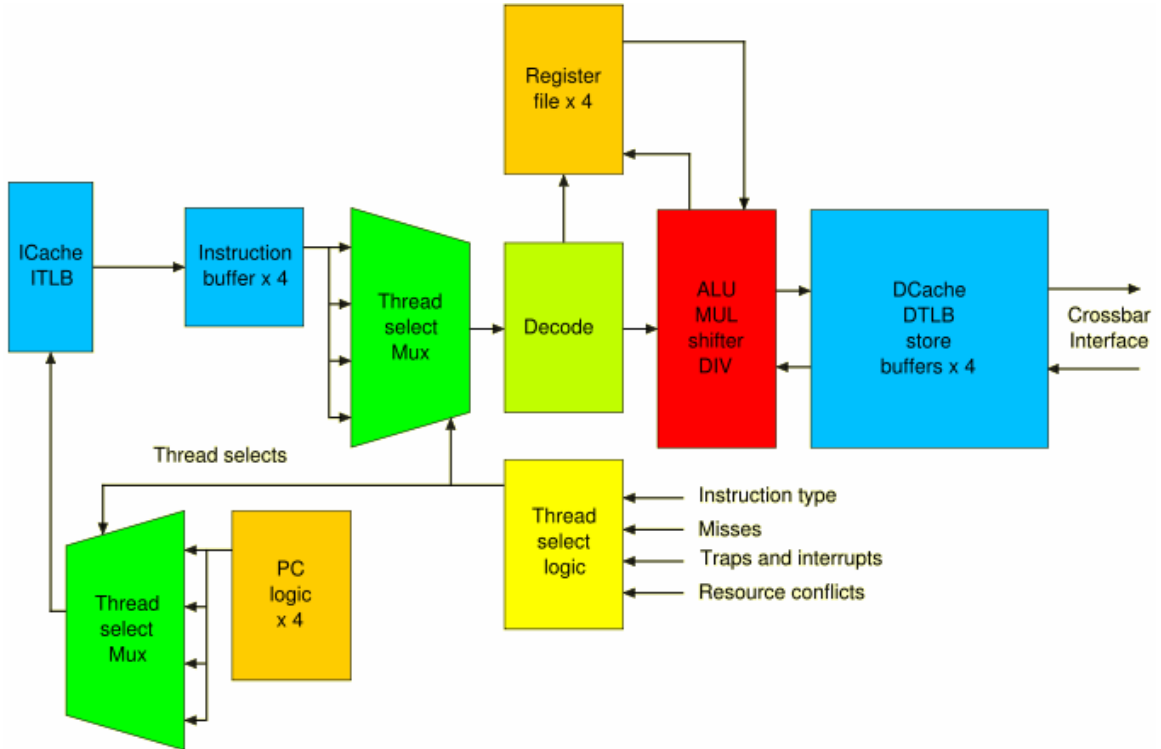 Register
file x 4
ICache
ITLB
Instruction
buffer x 4
Thread
select
Mux
Decode
ALU
MUL
shifter
DIV
DCache
DTLB
store
buffers x 4
Crossbar
Interface
Thread selects
Thread
select
logic
Instruction type
Misses
Traps and interrupts
Resource conflicts
Thread
select
Mux
PC
logic
x 4